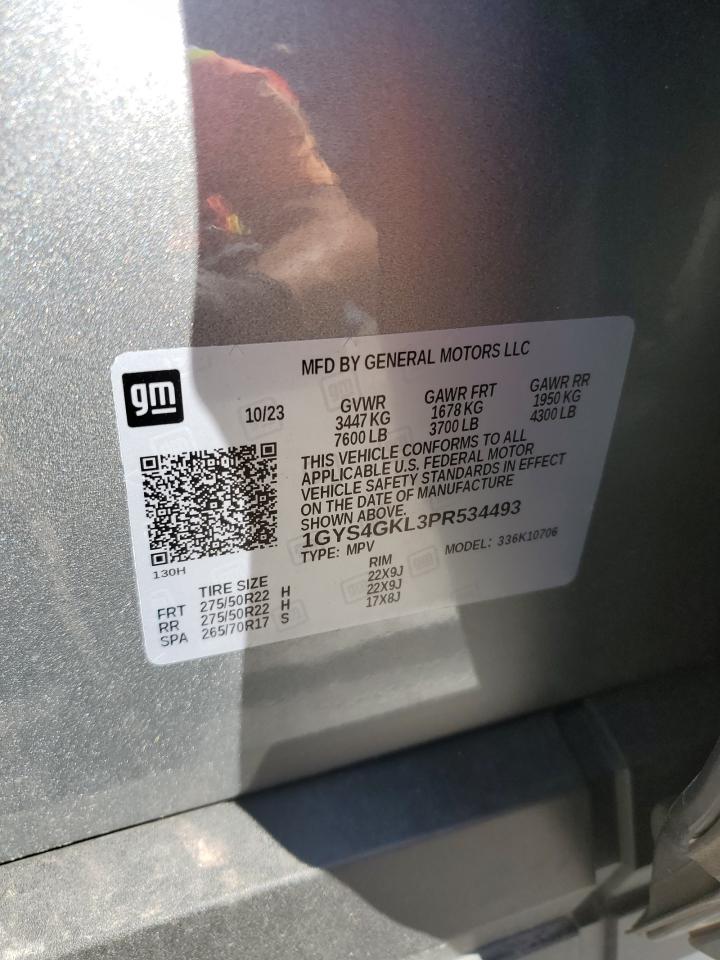 MFD BY GENERAL MOTORS LLC
gm
10/23
GVWR
3447 KG
7600 LB
GAWR FRT
1678 KG
3700 LB
GAWR RR
1950 KG
4300 LB
THIS VEHICLE CONFORMS TO ALL
APPLICABLE U.S. FEDERAL MOTOR
VEHICLE SAFETY STANDARDS IN EFFECT
ON THE DATE OF MANUFACTURE
SHOWN ABOVE.
1GYS4GKL3PR534493
TYPE: MPV MODEL: 336K10706
130H
TIRE SIZE RIM
FRT 275/50R22 H 22X9J
RR 275/50R22 H 22X9J
SPA 265/70R17 S 17X8J